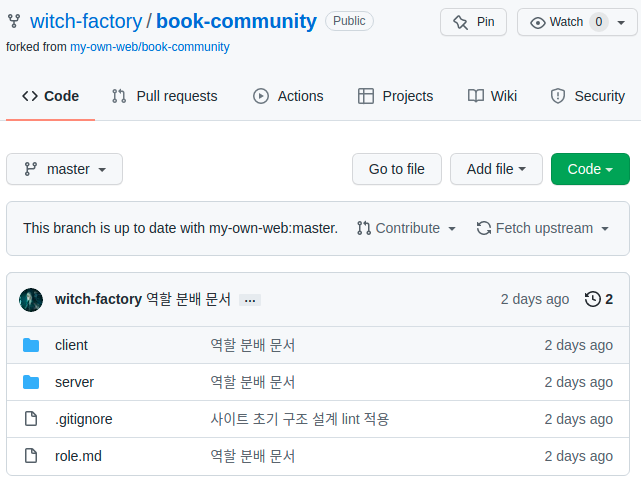 witch-factory / book-community Public
Pin
Watch 0
forked from my-own-web/book-community
Code Pull requests Actions Projects Wiki Security
master Go to file Add file Code
This branch is up to date with my-own-web:master. Contribute Fetch upstream
witch-factory 역할 분배 문서 ... 2 days ago 2
client 역할 분배 문서 2 days ago
server 역할 분배 문서 2 days ago
.gitignore 사이트 초기 구조 설계 lint 적용 2 days ago
role.md 역할 분배 문서 2 days ago